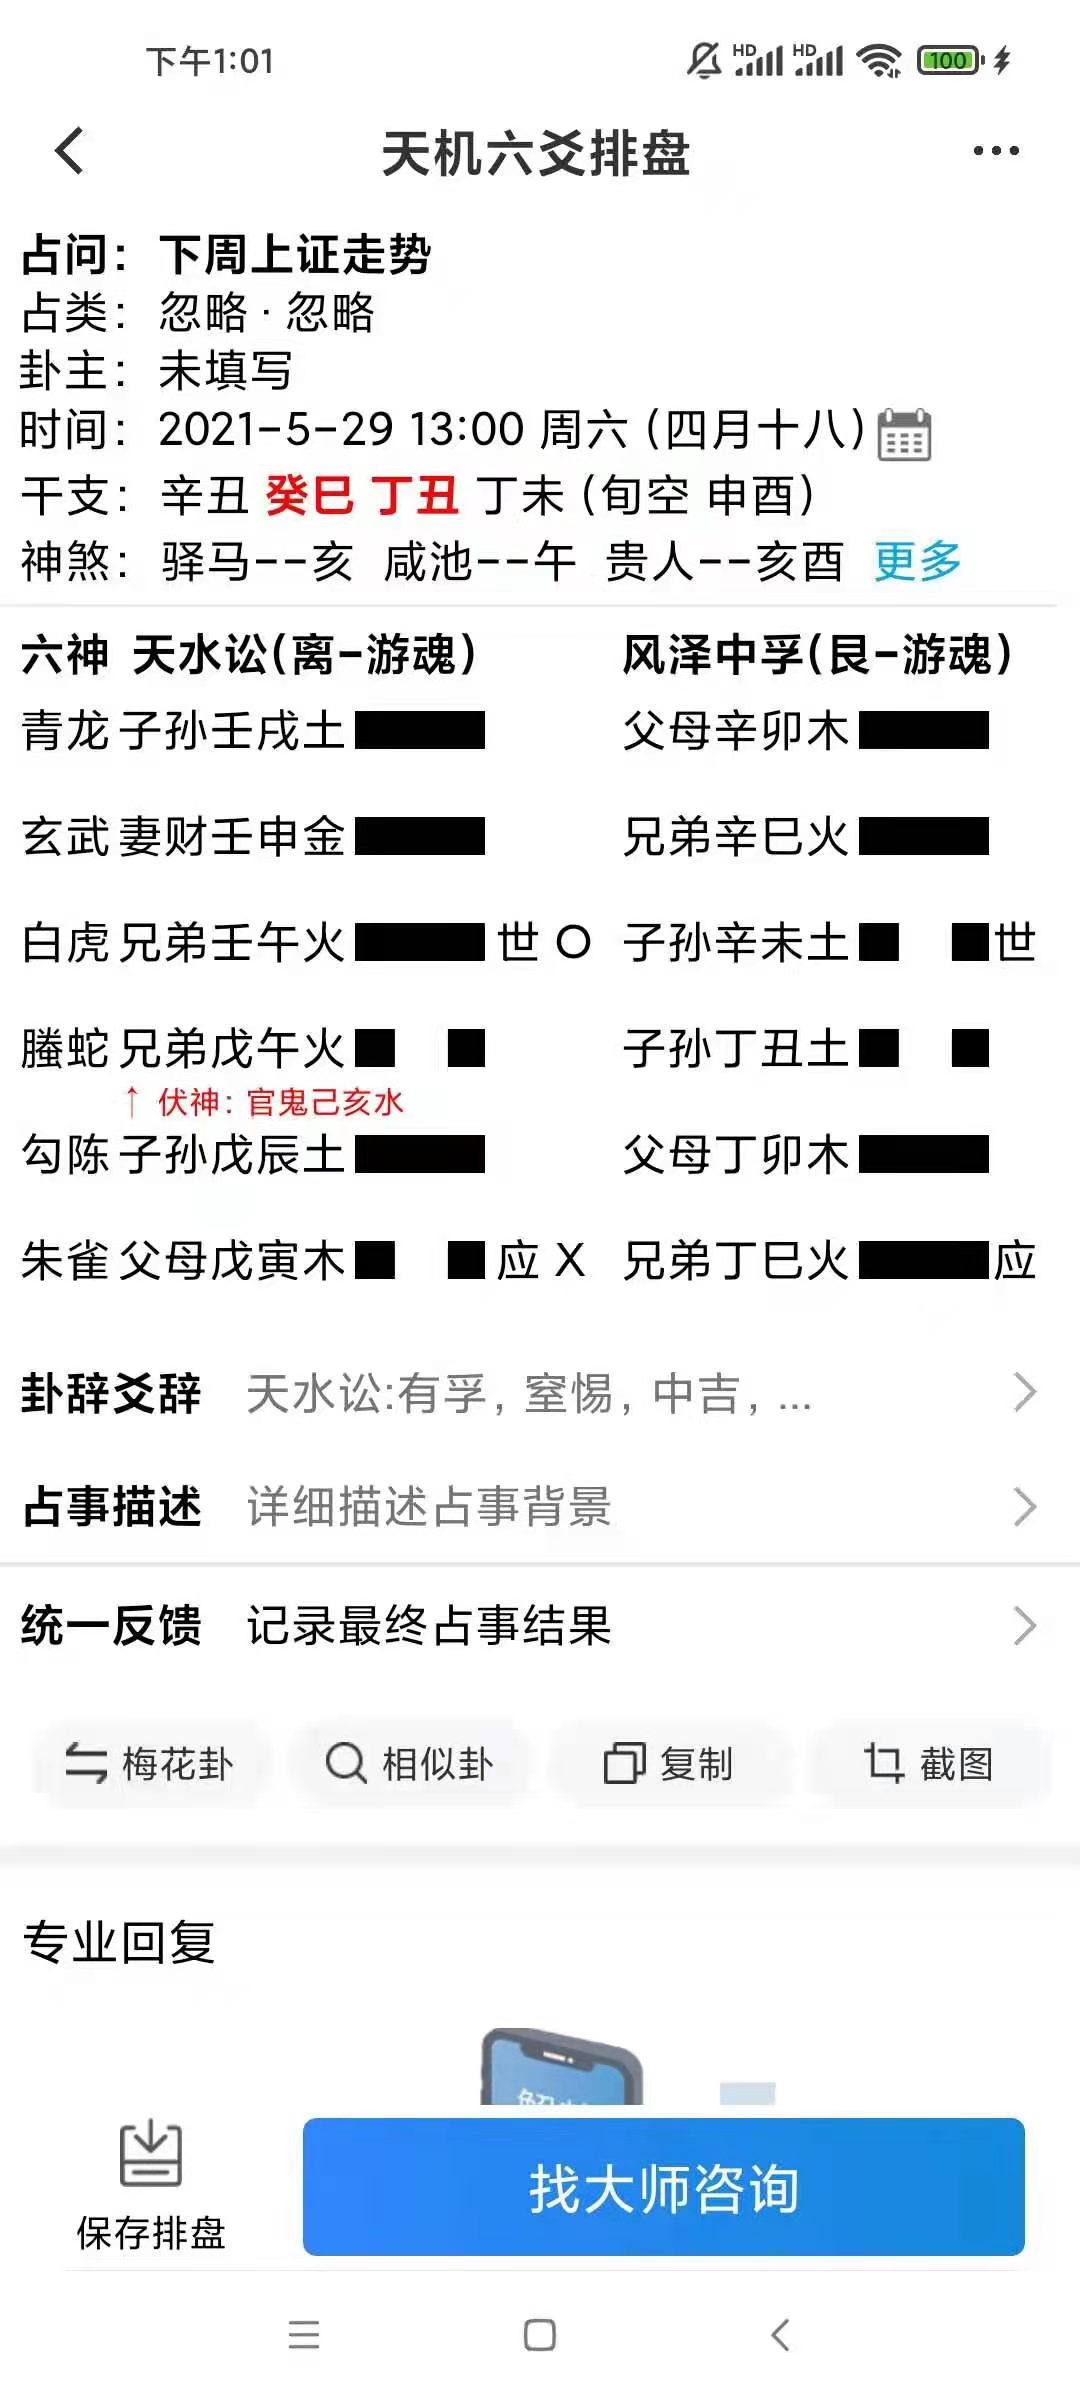 下午1:01 HD HD 100
天机六爻排盘
占问：下周上证走势
占类：忽略·忽略
卦主：未填写
时间：2021-5-29 13:00 周六（四月十八）
干支：辛丑 癸巳 丁丑 丁未（旬空 申酉）
神煞：驿马--亥 咸池--午 贵人--亥酉 更多
六神 天水讼(离-游魂) 风泽中孚(艮-游魂)
青龙 子孙壬戌土 父母辛卯木
玄武 妻财壬申金 兄弟辛巳火
白虎 兄弟壬午火 世 O 子孙辛未土 世
螣蛇 兄弟戊午火 子孙丁丑土
↑ 伏神：官鬼己亥水
勾陈 子孙戊辰土 父母丁卯木
朱雀 父母戊寅木 应 X 兄弟丁巳火 应
卦辞爻辞 天水讼:有孚，窒惕，中吉，...
占事描述 详细描述占事背景
统一反馈 记录最终占事结果
梅花卦 相似卦 复制 截图
专业回复
保存排盘 找大师咨询